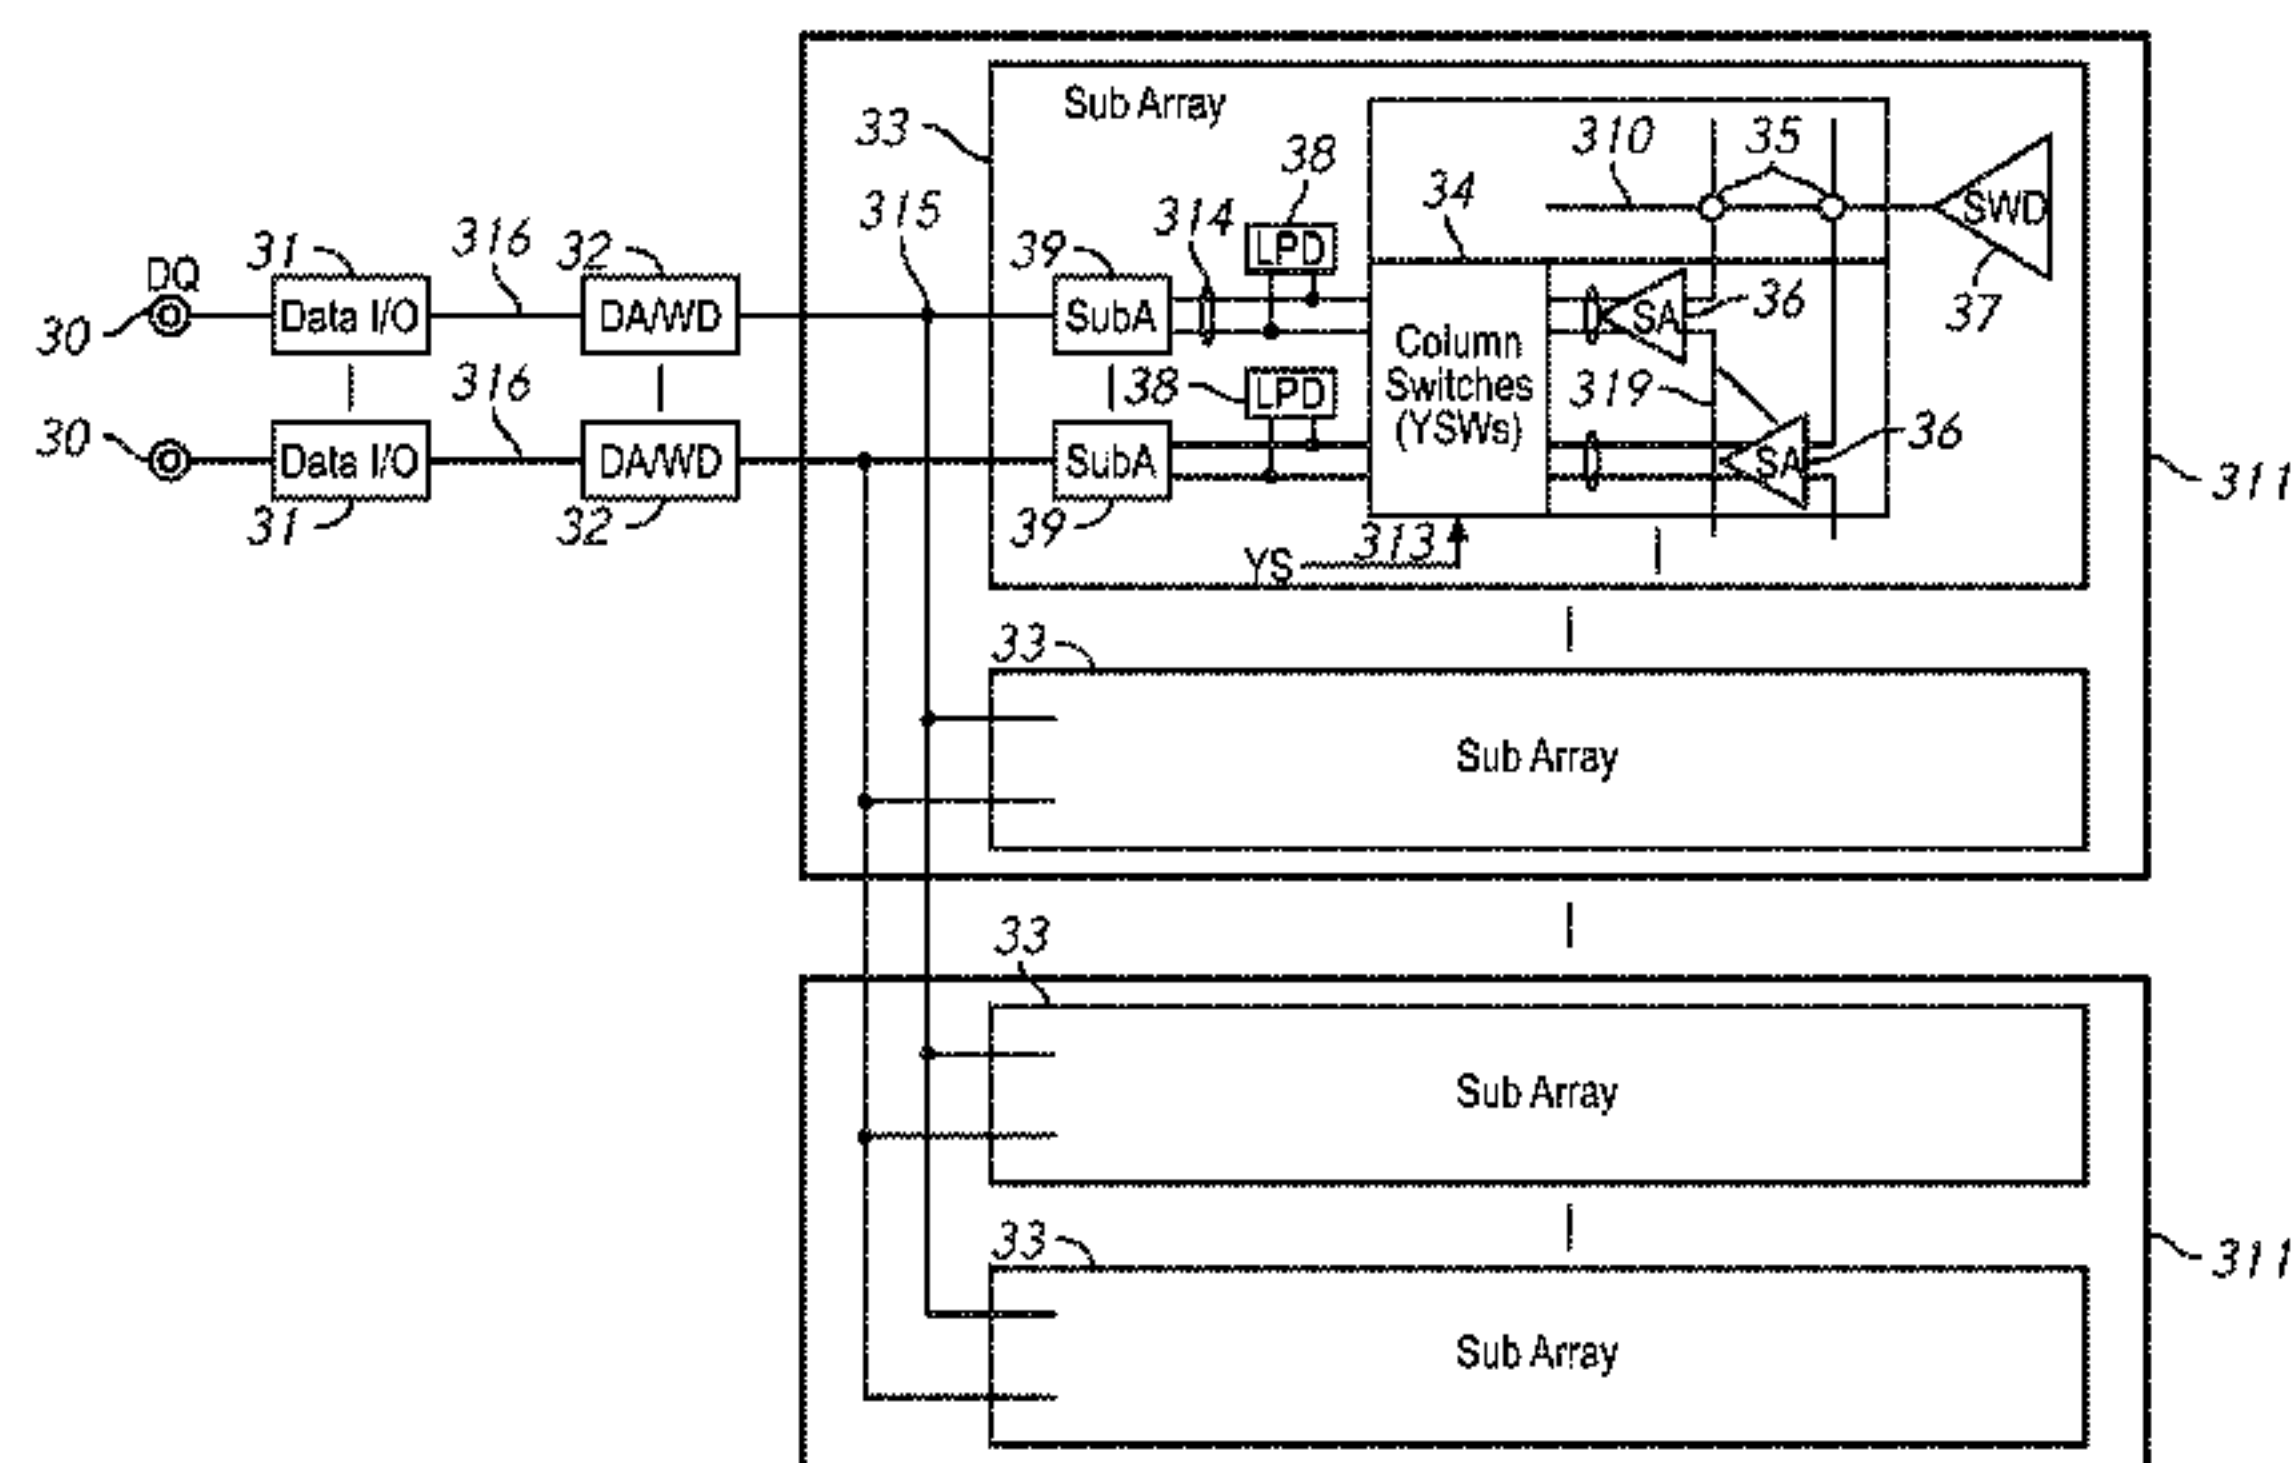 Sub Array
33
38
310
35
34
SWD
315
314
LPD
37
DQ
31
316
32
39
30
Data I/O
DA/WD
SubA
SA
36
Column
Switches
(YSWs)
316
38
LPD
319
36
30
Data I/O
DA/WD
SubA
SA
311
31
32
39
313
YS
33
Sub Array
33
Sub Array
33
311
Sub Array